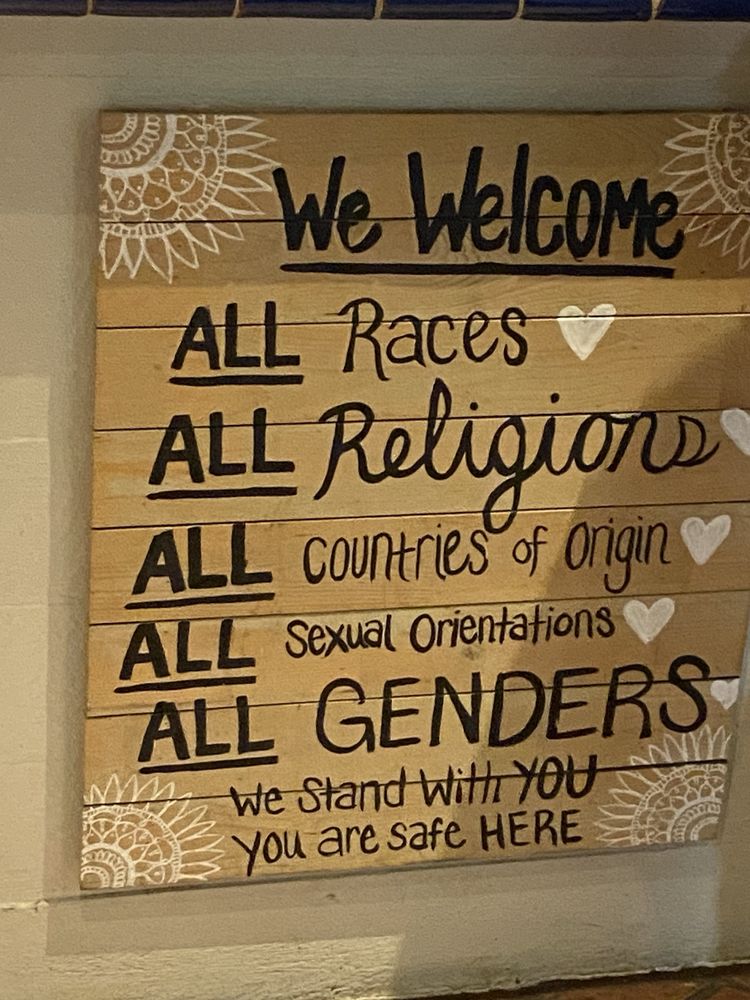 We Welcome
ALL Races
ALL Religions
ALL countries of origin
ALL Sexual Orientations
ALL GENDERS
We Stand With YOU
You are safe HERE